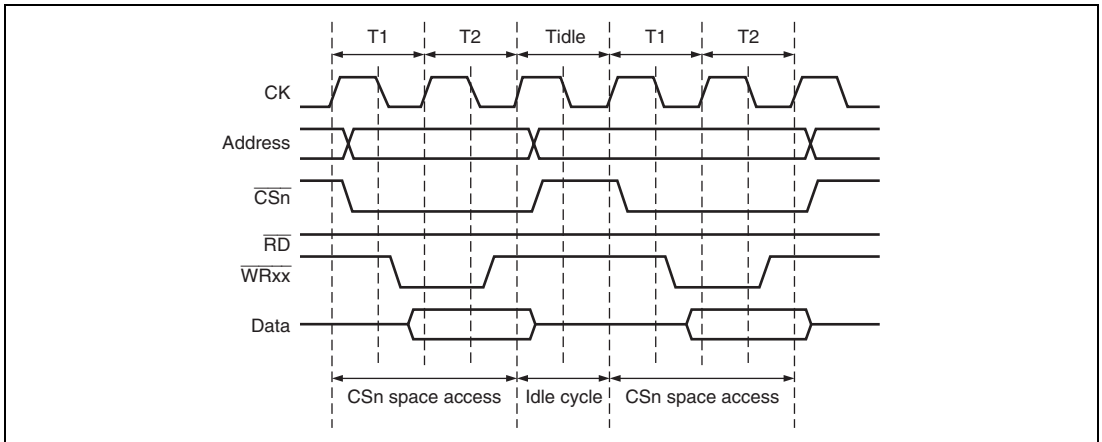 T1 T2 Tidle T1 T2
CK
Address
CSn
RD
WRxx
Data
CSn space access Idle cycle CSn space access